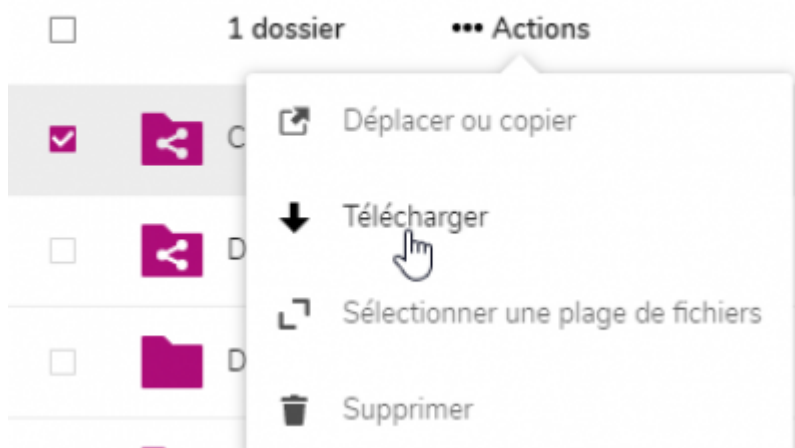 1 dossier ••• Actions
C
Déplacer ou copier
Télécharger
D
Sélectionner une plage de fichiers
D
Supprimer